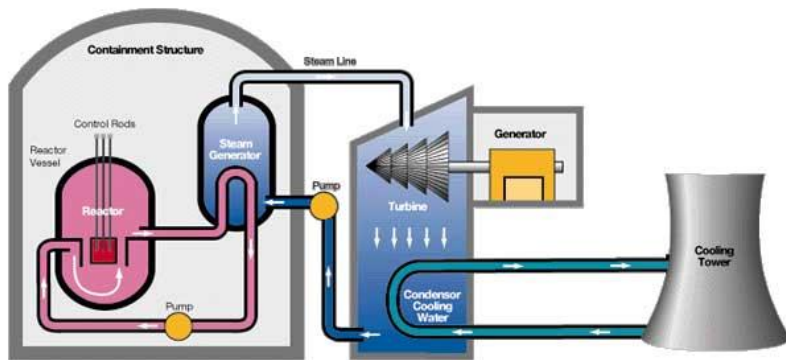 Containment Structure
Steam Line
Control Rods
Reactor
Vessel
Steam
Generator
Generator
Reactor
Pump
Turbine
Cooling
Tower
Condensor
Cooling
Water
Pump